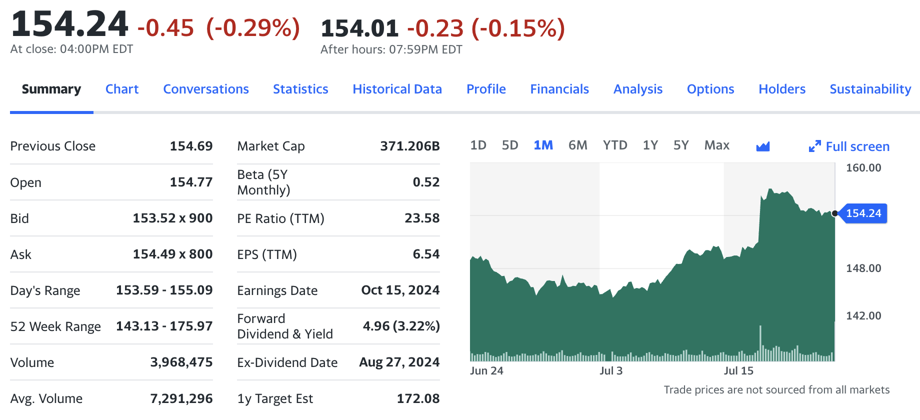 154.24 -0.45 (-0.29%) 154.01 -0.23 (-0.15%)
At close: 04:00PM EDT After hours: 07:59PM EDT
Summary Chart Conversations Statistics Historical Data Profile Financials Analysis Options Holders Sustainability
Previous Close 154.69
Open 154.77
Bid 153.52 x 900
Ask 154.49 x 800
Day's Range 153.59 - 155.09
52 Week Range 143.13 - 175.97
Volume 3,968,475
Avg. Volume 7,291,296
Market Cap 371.206B
Beta (5Y
Monthly) 0.52
PE Ratio (TTM) 23.58
EPS (TTM) 6.54
Earnings Date Oct 15, 2024
Forward
Dividend & Yield 4.96 (3.22%)
Ex-Dividend Date Aug 27, 2024
1y Target Est 172.08
1D 5D 1M 6M YTD 1Y 5Y Max Full screen
160.00
154.24
148.00
142.00
Jun 24 Jul 3 Jul 15
Trade prices are not sourced from all markets